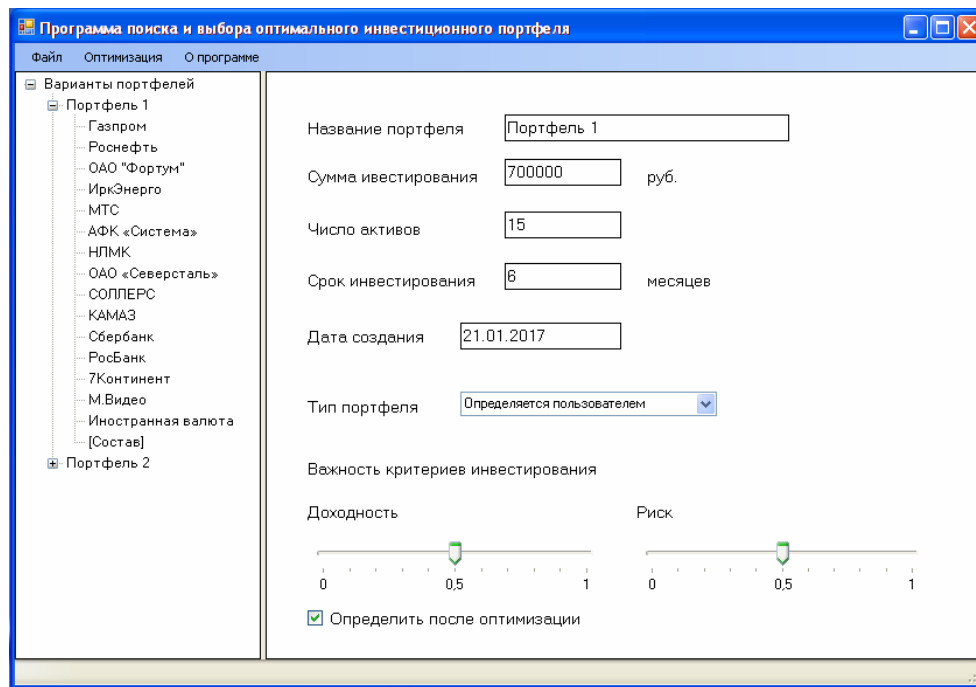 Программа поиска и выбора оптимального инвестиционного портфеля
Файл Оптимизация О программе
Варианты портфелей
Портфель 1
Газпром
Роснефть
ОАО "Фортум"
ИркЭнерго
МТС
АФК «Система»
НЛМК
ОАО «Северсталь»
СОЛЛЕРС
КАМАЗ
Сбербанк
РосБанк
7Континент
М.Видео
Иностранная валюта
[Состав]
Портфель 2
Название портфеля Портфель 1
Сумма ивестирования 700000 руб.
Число активов 15
Срок инвестирования 6 месяцев
Дата создания 21.01.2017
Тип портфеля Определяется пользователем
Важность критериев инвестирования
Доходность Риск
0 0,5 1 0 0,5 1
Определить после оптимизации